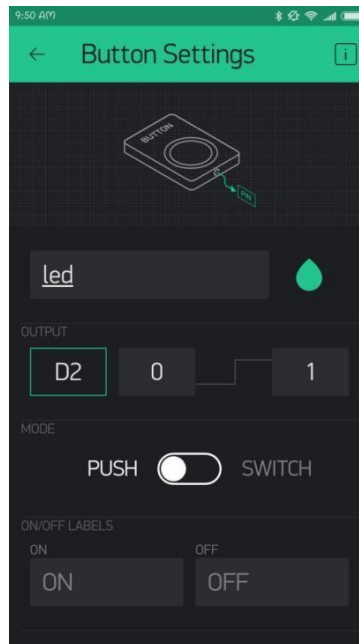 9:50 AM
Button Settings
i
BUTTON
PIN
led
OUTPUT
D2 0 1
MODE
PUSH SWITCH
ON/OFF LABELS
ON OFF
ON OFF